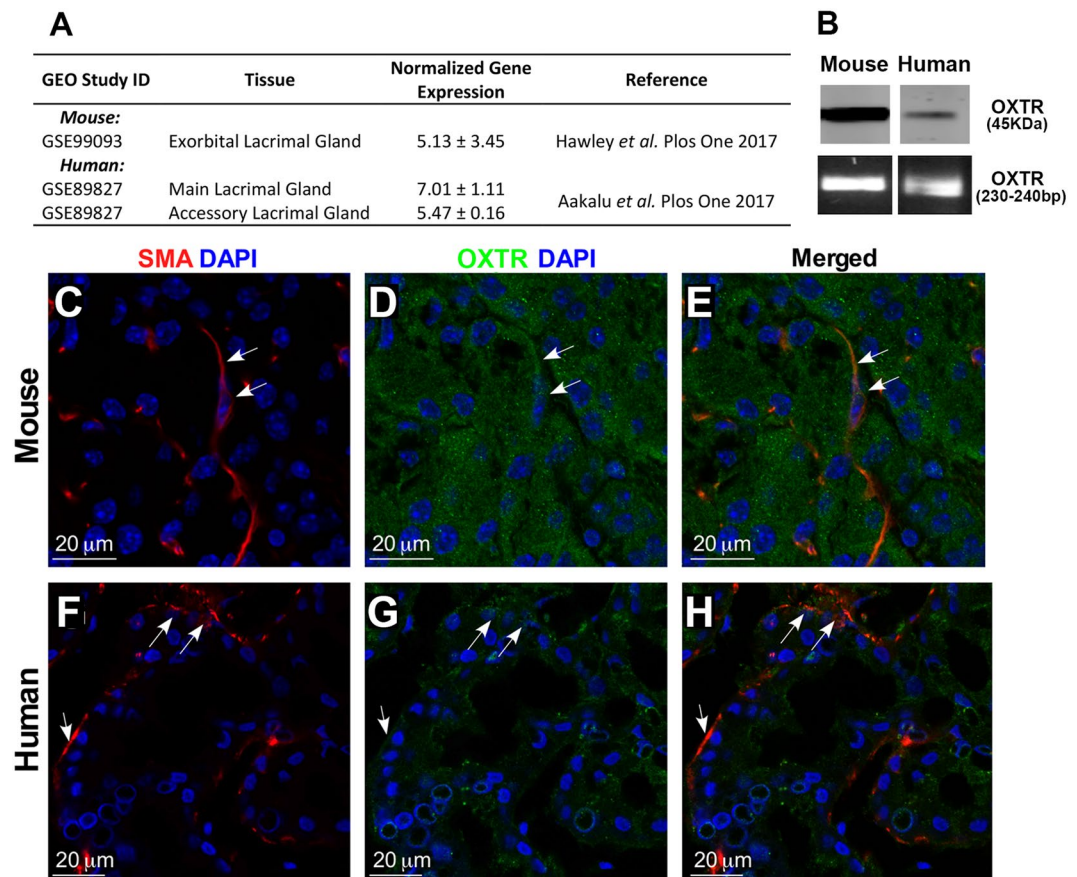 A
GEO Study ID Tissue Normalized Gene Expression Reference
Mouse:
GSE99093 Exorbital Lacrimal Gland 5.13 ± 3.45 Hawley et al. Plos One 2017
Human:
GSE89827 Main Lacrimal Gland 7.01 ± 1.11 Aakalu et al. Plos One 2017
GSE89827 Accessory Lacrimal Gland 5.47 ± 0.16
B
Mouse Human
OXTR
(45KDa)
OXTR
(230-240bp)
SMA DAPI OXTR DAPI Merged
Mouse
C D E
20 µm 20 µm 20 µm
Human
F G H
20 µm 20 µm 20 µm